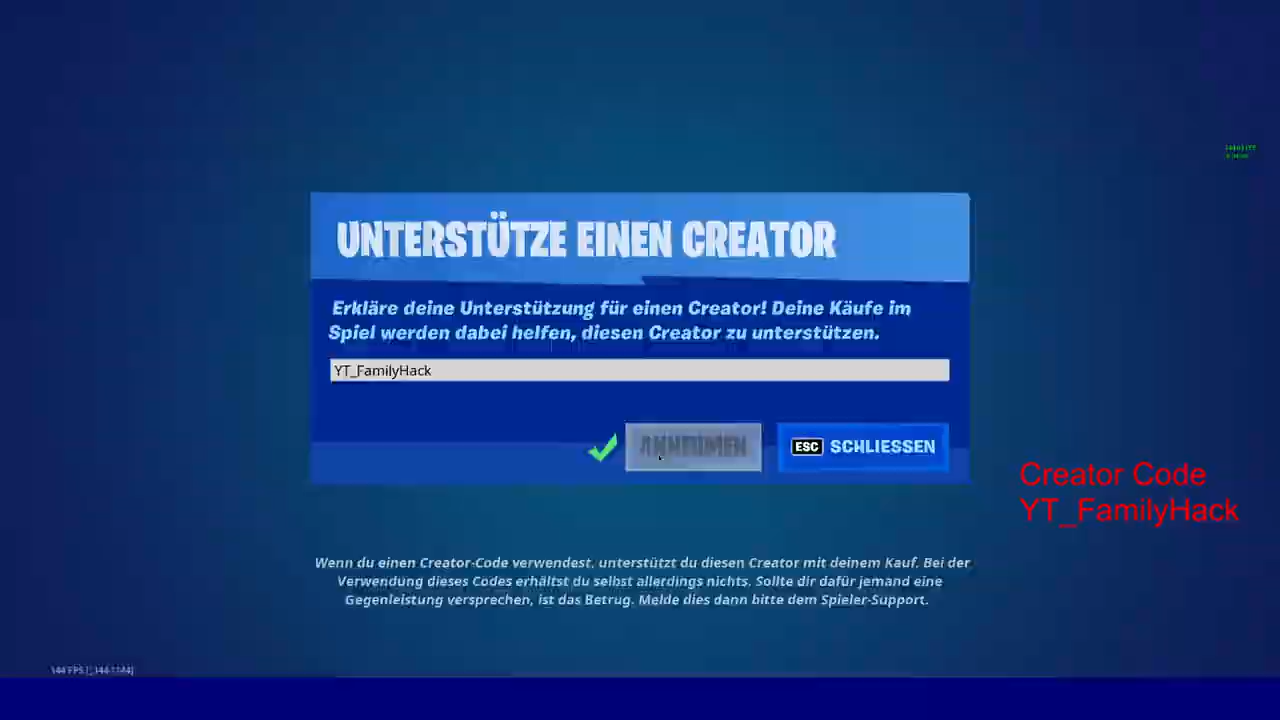 UNTERSTÜTZE EINEN CREATOR
Erkläre deine Unterstützung für einen Creator! Deine Käufe im
Spiel werden dabei helfen, diesen Creator zu unterstützen.
YT_FamilyHack
ESC SCHLIESSEN
Creator Code
YT_FamilyHack
Wenn du einen Creator-Code verwendest, unterstützt du diesen Creator mit deinem Kauf. Bei der
Verwendung dieses Codes erhältst du selbst allerdings nichts. Sollte dir dafür jemand eine
Gegenleistung versprechen, ist das Betrug. Melde dies dann bitte dem Spieler-Support.